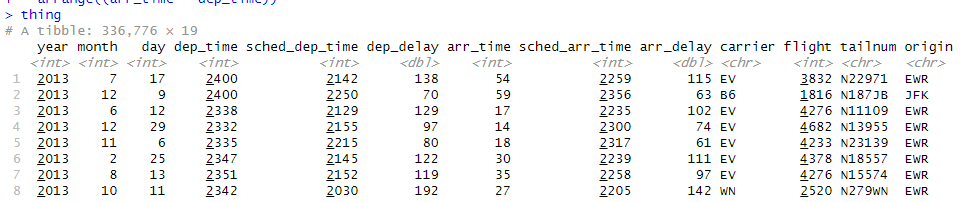 > thing
# A tibble: 336,776 × 19
year month day dep_time sched_dep_time dep_delay arr_time sched_arr_time arr_delay carrier flight tailnum origin
<int> <int> <int> <int> <int> <dbl> <int> <int> <dbl> <chr> <int> <chr> <chr>
1 2013 7 17 2400 2142 138 54 2259 115 EV 3832 N22971 EWR
2 2013 12 9 2400 2250 70 59 2356 63 B6 1816 N187JB JFK
3 2013 6 12 2338 2129 129 17 2235 102 EV 4276 N11109 EWR
4 2013 12 29 2332 2155 97 14 2300 74 EV 4682 N13955 EWR
5 2013 11 6 2335 2215 80 18 2317 61 EV 4233 N23139 EWR
6 2013 2 25 2347 2145 122 30 2239 111 EV 4378 N18557 EWR
7 2013 8 13 2351 2152 119 35 2258 97 EV 4276 N15574 EWR
8 2013 10 11 2342 2030 192 27 2205 142 WN 2520 N279WN EWR